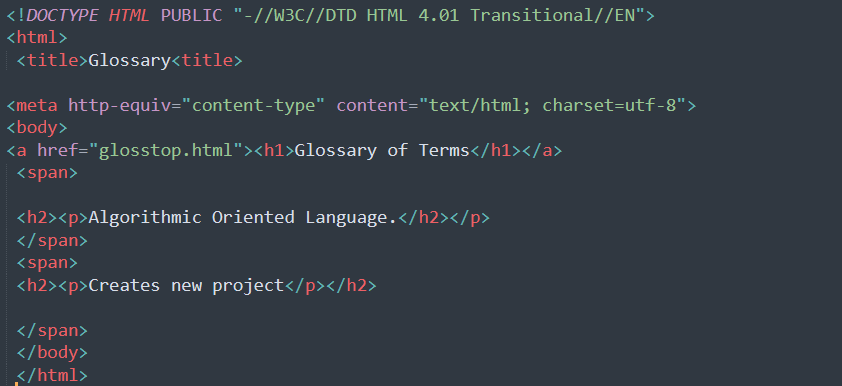 <!DOCTYPE HTML PUBLIC "-//W3C//DTD HTML 4.01 Transitional//EN">
<html>
<title>Glossary<title>
<meta http-equiv="content-type" content="text/html; charset=utf-8">
<body>
<a href="glosstop.html"><h1>Glossary of Terms</h1></a>
<span>
<h2><p>Algorithmic Oriented Language.</h2></p>
</span>
<span>
<h2><p>Creates new project</p></h2>
</span>
</body>
</html>